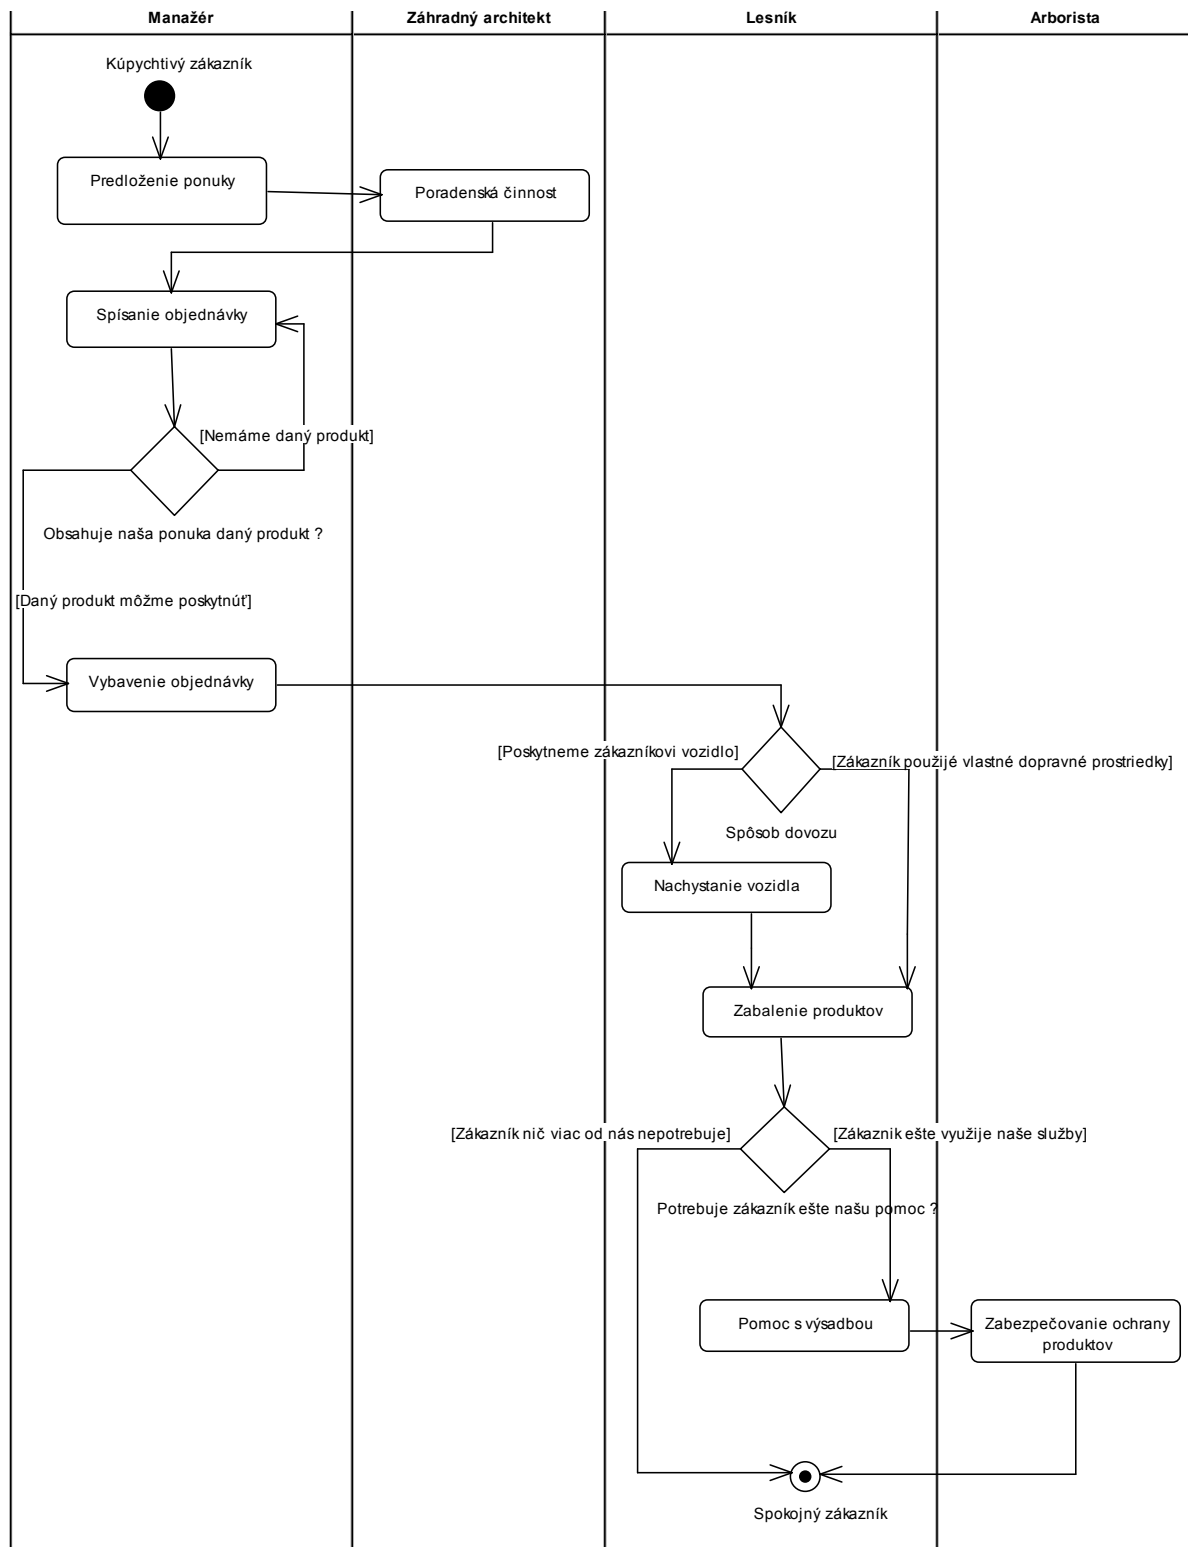 Manažér
Záhradný architekt
Lesník
Arborista
Kúpychtivý zákazník
Predloženie ponuky
Poradenská činnost
Spísanie objednávky
[Nemáme daný produkt]
Obsahuje naša ponuka daný produkt ?
[Daný produkt môžme poskytnúť]
Vybavenie objednávky
[Poskytneme zákazníkovi vozidlo]
[Zákazník použijé vlastné dopravné prostriedky]
Spôsob dovozu
Nachystanie vozidla
Zabalenie produktov
[Zákazník nič viac od nás nepotrebuje]
[Zákaznik ešte využije naše služby]
Potrebuje zákazník ešte našu pomoc ?
Pomoc s výsadbou
Zabezpečovanie ochrany
produktov
Spokojný zákazník